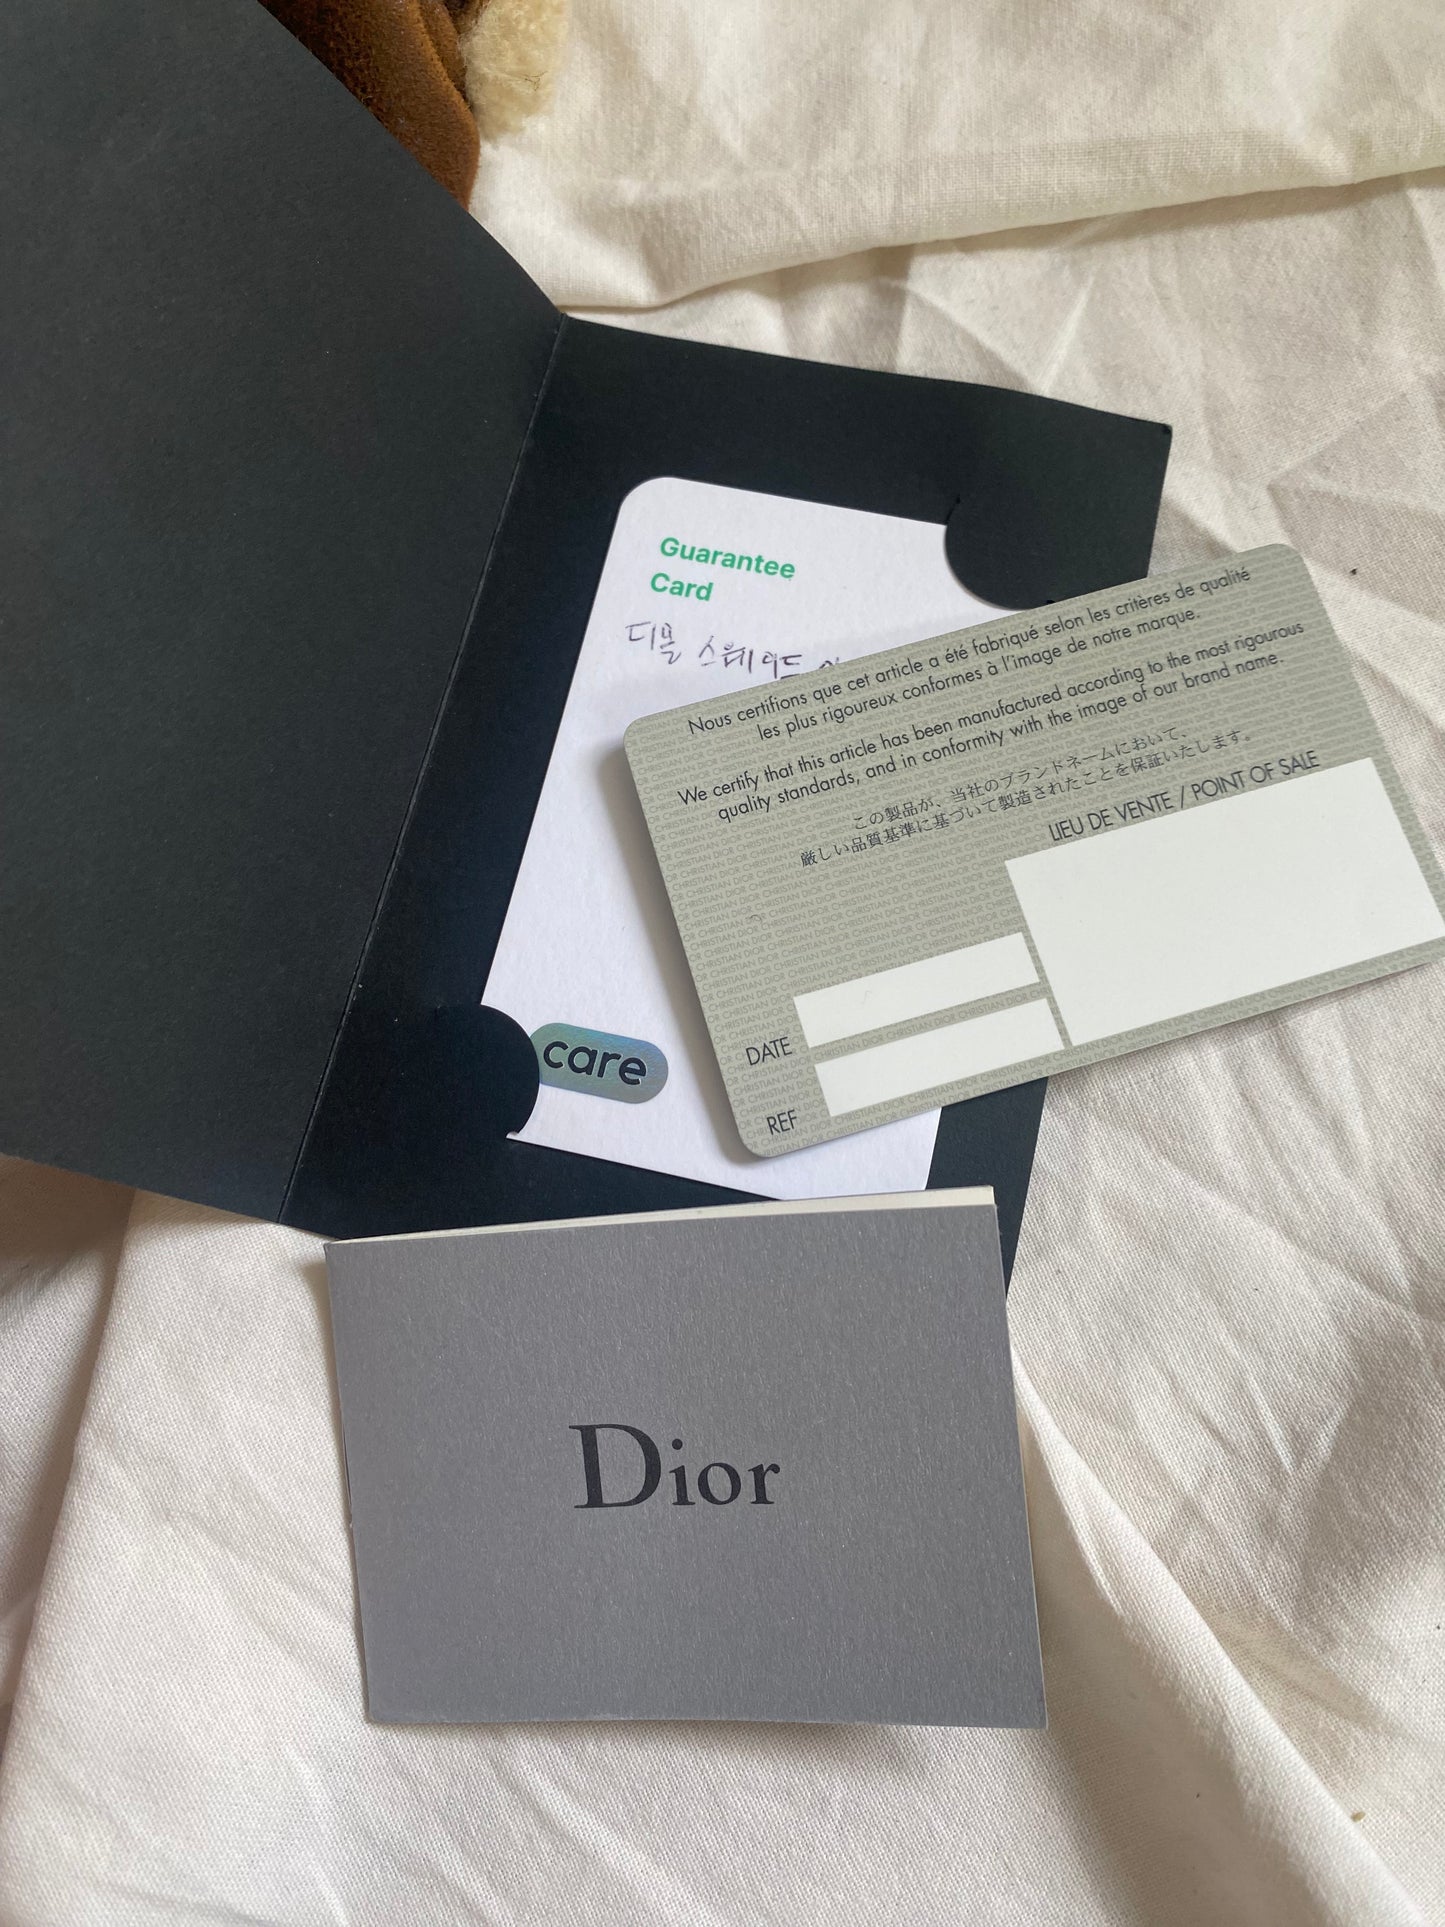 Guarantee
Card
디올 스웨이드
care
Nous certifions que cet article a été fabriqué selon les critères de qualité
les plus rigoureux conformes à l'image de notre marque.
We certify that this article has been manufactured according to the most rigourous
quality standards, and in conformity with the image of our brand name.
この製品が、当社のブランドネームにおいて、
厳しい品質基準に基づいて製造されたことを保証いたします。
LIEU DE VENTE / POINT OF SALE
DATE
REF
Dior